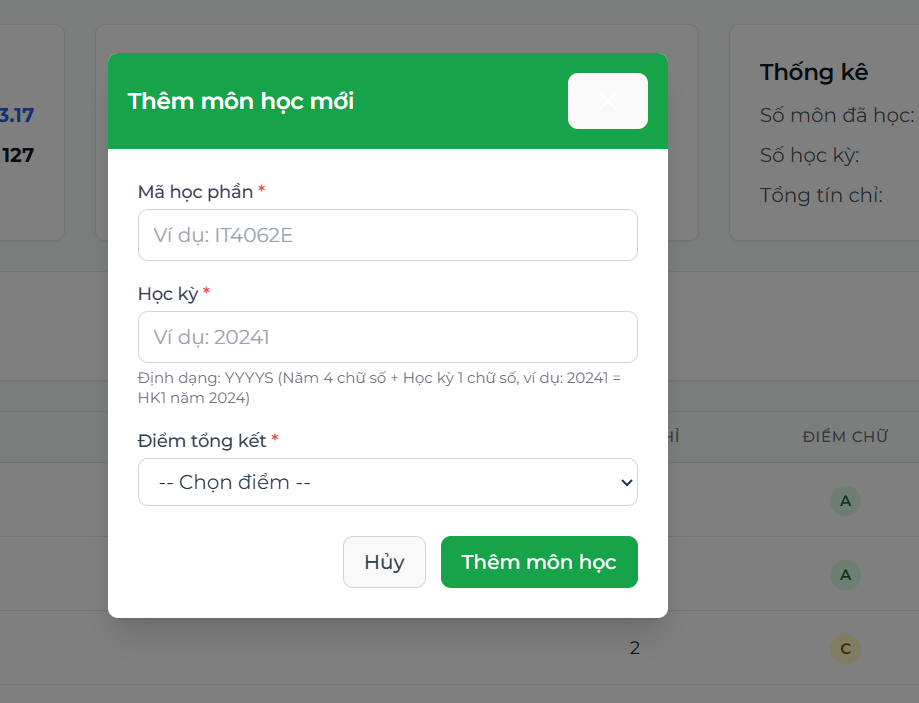 Thống kê
3.17
Số môn đã học:
127
Số học kỳ:
Tổng tín chỉ:
Thêm môn học mới
Mã học phần *
Ví dụ: IT4062E
Học kỳ *
Ví dụ: 20241
Định dạng: YYYYS (Năm 4 chữ số + Học kỳ 1 chữ số, ví dụ: 20241 =
HK1 năm 2024)
Điểm tổng kết *
-- Chọn điểm --
Hủy
Thêm môn học
ĐIỂM CHỮ
A
A
2
C